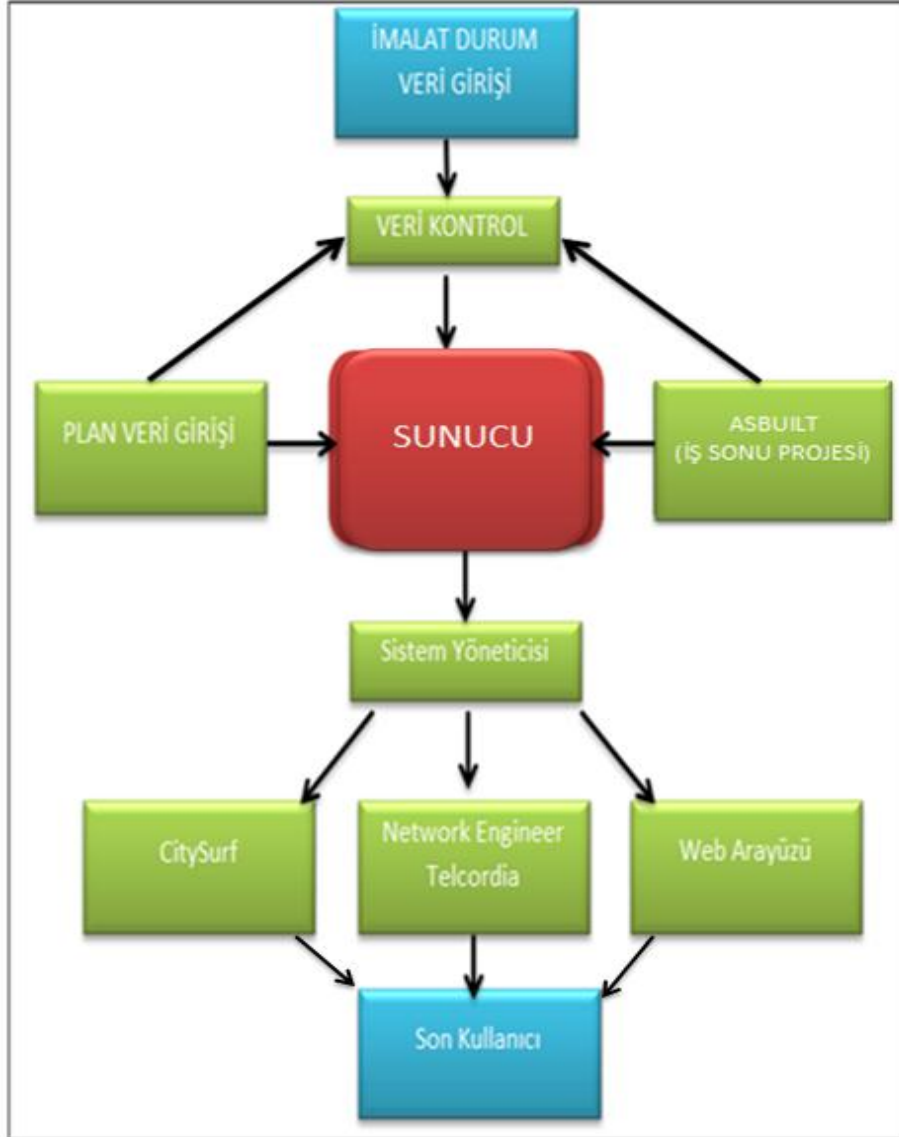 İMALAT DURUM
VERİ GİRİŞİ
VERİ KONTROL
PLAN VERİ GİRİŞİ
SUNUCU
ASBUILT
(İŞ SONU PROJESİ)
Sistem Yöneticisi
CitySurf
Network Engineer
Telcordia
Web Arayüzü
Son Kullanıcı